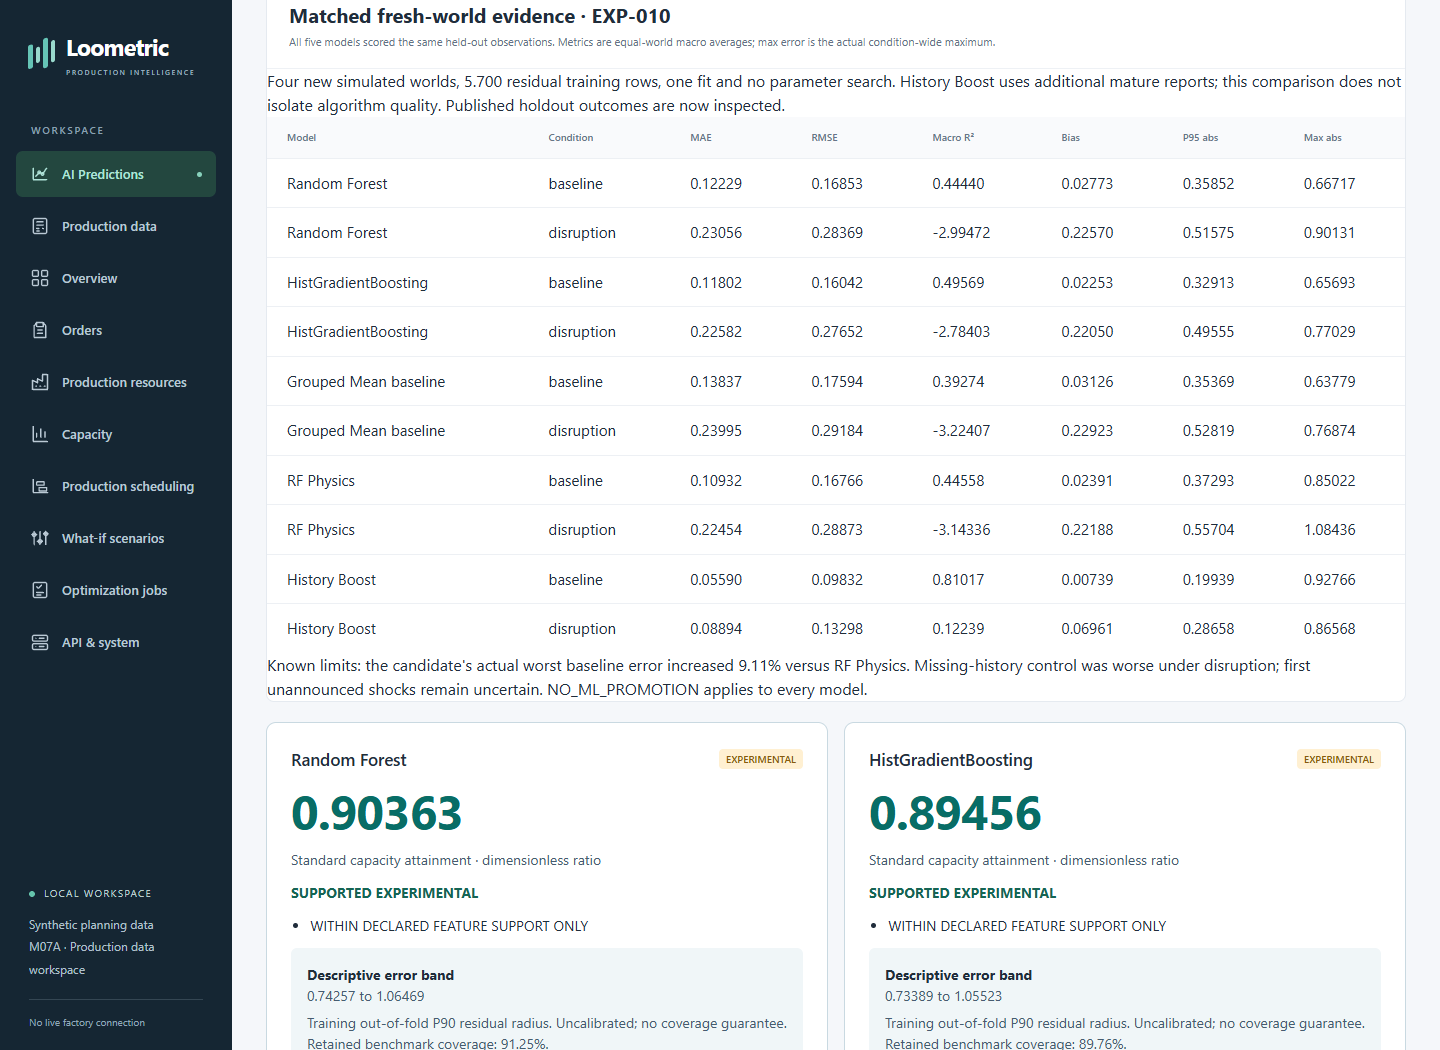 Loometric
PRODUCTION INTELLIGENCE
WORKSPACE
AI Predictions
Production data
Overview
Orders
Production resources
Capacity
Production scheduling
What-if scenarios
Optimization jobs
API & system
LOCAL WORKSPACE
Synthetic planning data
M07A · Production data
workspace
No live factory connection
Matched fresh-world evidence · EXP-010
All five models scored the same held-out observations. Metrics are equal-world macro averages; max error is the actual condition-wide maximum.
Four new simulated worlds, 5.700 residual training rows, one fit and no parameter search. History Boost uses additional mature reports; this comparison does not
isolate algorithm quality. Published holdout outcomes are now inspected.
Model Condition MAE RMSE Macro R² Bias P95 abs Max abs
Random Forest baseline 0.12229 0.16853 0.44440 0.02773 0.35852 0.66717
Random Forest disruption 0.23056 0.28369 -2.99472 0.22570 0.51575 0.90131
HistGradientBoosting baseline 0.11802 0.16042 0.49569 0.02253 0.32913 0.65693
HistGradientBoosting disruption 0.22582 0.27652 -2.78403 0.22050 0.49555 0.77029
Grouped Mean baseline baseline 0.13837 0.17594 0.39274 0.03126 0.35369 0.63779
Grouped Mean baseline disruption 0.23995 0.29184 -3.22407 0.22923 0.52819 0.76874
RF Physics baseline 0.10932 0.16766 0.44558 0.02391 0.37293 0.85022
RF Physics disruption 0.22454 0.28873 -3.14336 0.22188 0.55704 1.08436
History Boost baseline 0.05590 0.09832 0.81017 0.00739 0.19939 0.92766
History Boost disruption 0.08894 0.13298 0.12239 0.06961 0.28658 0.86568
Known limits: the candidate's actual worst baseline error increased 9.11% versus RF Physics. Missing-history control was worse under disruption; first
unannounced shocks remain uncertain. NO_ML_PROMOTION applies to every model.
Random Forest
EXPERIMENTAL
0.90363
Standard capacity attainment · dimensionless ratio
SUPPORTED EXPERIMENTAL
• WITHIN DECLARED FEATURE SUPPORT ONLY
Descriptive error band
0.74257 to 1.06469
Training out-of-fold P90 residual radius. Uncalibrated; no coverage guarantee.
Retained benchmark coverage: 91.25%.
HistGradientBoosting
EXPERIMENTAL
0.89456
Standard capacity attainment · dimensionless ratio
SUPPORTED EXPERIMENTAL
• WITHIN DECLARED FEATURE SUPPORT ONLY
Descriptive error band
0.73389 to 1.05523
Training out-of-fold P90 residual radius. Uncalibrated; no coverage guarantee.
Retained benchmark coverage: 89.76%.